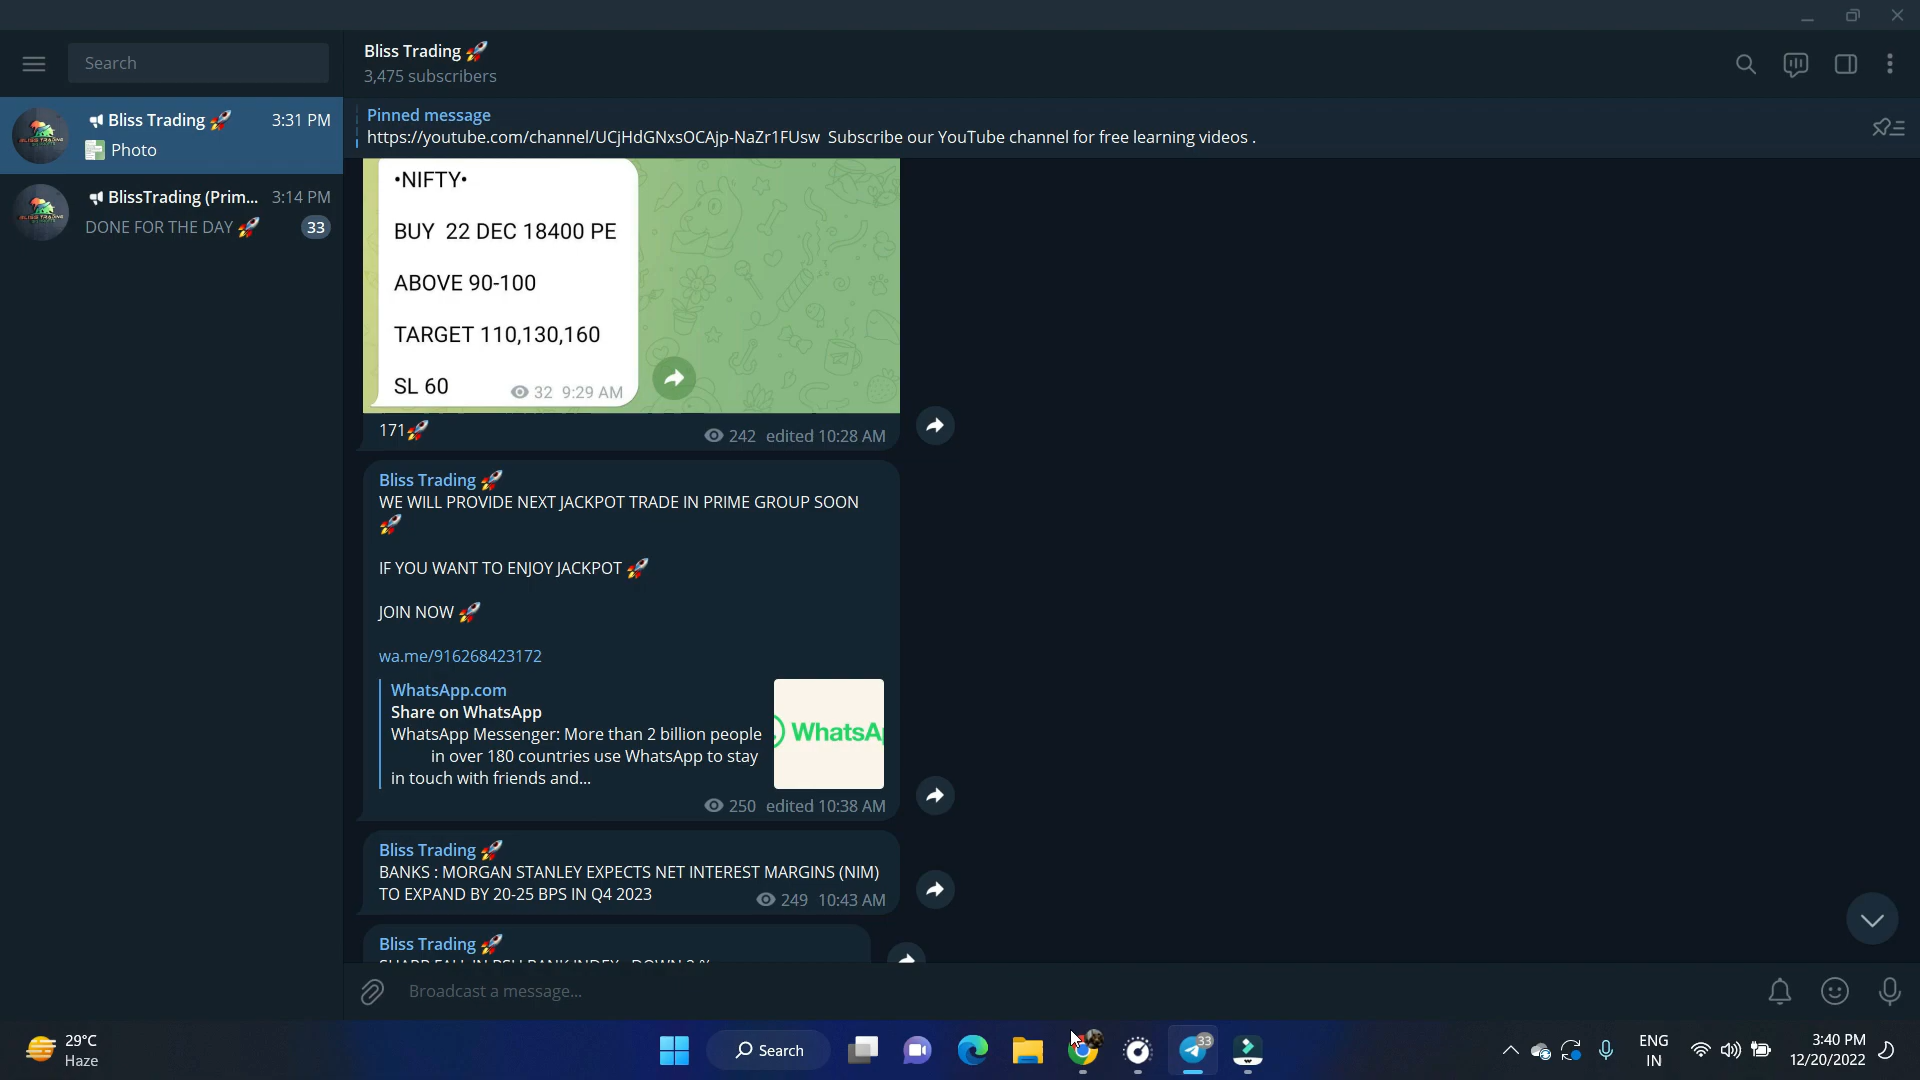 Search
Bliss Trading 🚀
3:31 PM
Photo
BlissTrading (Prim...
3:14 PM
DONE FOR THE DAY 🚀
33
Bliss Trading 🚀
3,475 subscribers
Pinned message
https://youtube.com/channel/UCjHdGNxsOCAjp-NaZr1FUsw Subscribe our YouTube channel for free learning videos .
•NIFTY•
BUY 22 DEC 18400 PE
ABOVE 90-100
TARGET 110,130,160
SL 60
32 9:29 AM
171🚀
242 edited 10:28 AM
Bliss Trading 🚀
WE WILL PROVIDE NEXT JACKPOT TRADE IN PRIME GROUP SOON
🚀
IF YOU WANT TO ENJOY JACKPOT 🚀
JOIN NOW 🚀
wa.me/916268423172
WhatsApp.com
Share on WhatsApp
WhatsApp Messenger: More than 2 billion people
in over 180 countries use WhatsApp to stay
in touch with friends and...
WhatsA
250 edited 10:38 AM
Bliss Trading 🚀
BANKS : MORGAN STANLEY EXPECTS NET INTEREST MARGINS (NIM)
TO EXPAND BY 20-25 BPS IN Q4 2023
249 10:43 AM
Bliss Trading 🚀
SHARP FALL IN PSU BANK INDEX , DOWN 2 %
Broadcast a message...
29°C
Haze
Search
33
ENG
IN
3:40 PM
12/20/2022